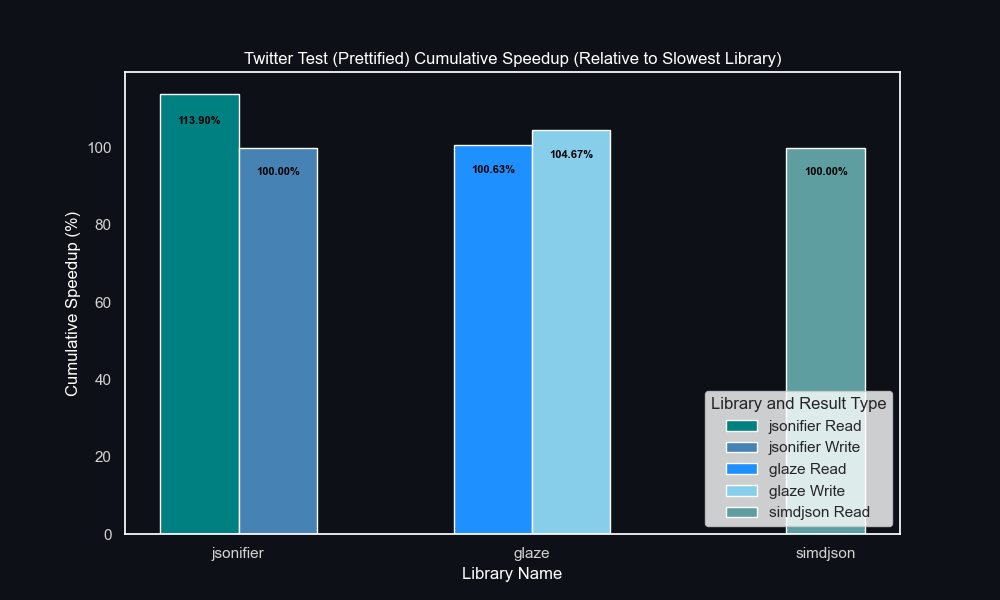 Twitter Test (Prettified) Cumulative Speedup (Relative to Slowest Library)
Cumulative Speedup (%)
100
80
60
40
20
0
113.90%
100.00%
100.63%
104.67%
100.00%
Library and Result Type
jsonifier Read
jsonifier Write
glaze Read
glaze Write
simdjson Read
jsonifier
glaze
simdjson
Library Name